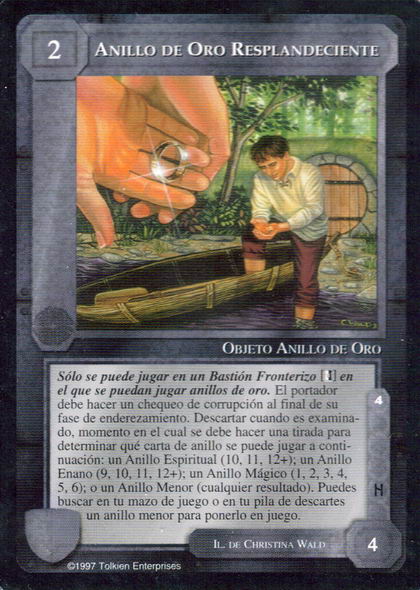 2
ANILLO DE ORO RESPLANDECIENTE
OBJETO ANILLO DE ORO
Sólo se puede jugar en un Bastión Fronterizo [ ] en
el que se puedan jugar anillos de oro. El portador
debe hacer un chequeo de corrupción al final de su
fase de enderezamiento. Descartar cuando es examina-
do, momento en el cual se debe hacer una tirada para
determinar qué carta de anillo se puede jugar a conti-
nuación: un Anillo Espiritual (10, 11, 12+); un Anillo
Enano (9, 10, 11, 12+); un Anillo Mágico (1, 2, 3, 4,
5, 6); o un Anillo Menor (cualquier resultado). Puedes
buscar en tu mazo de juego o en tu pila de descartes
un anillo menor para ponerlo en juego.
4
IL. DE CHRISTINA WALD
4
©1997 Tolkien Enterprises